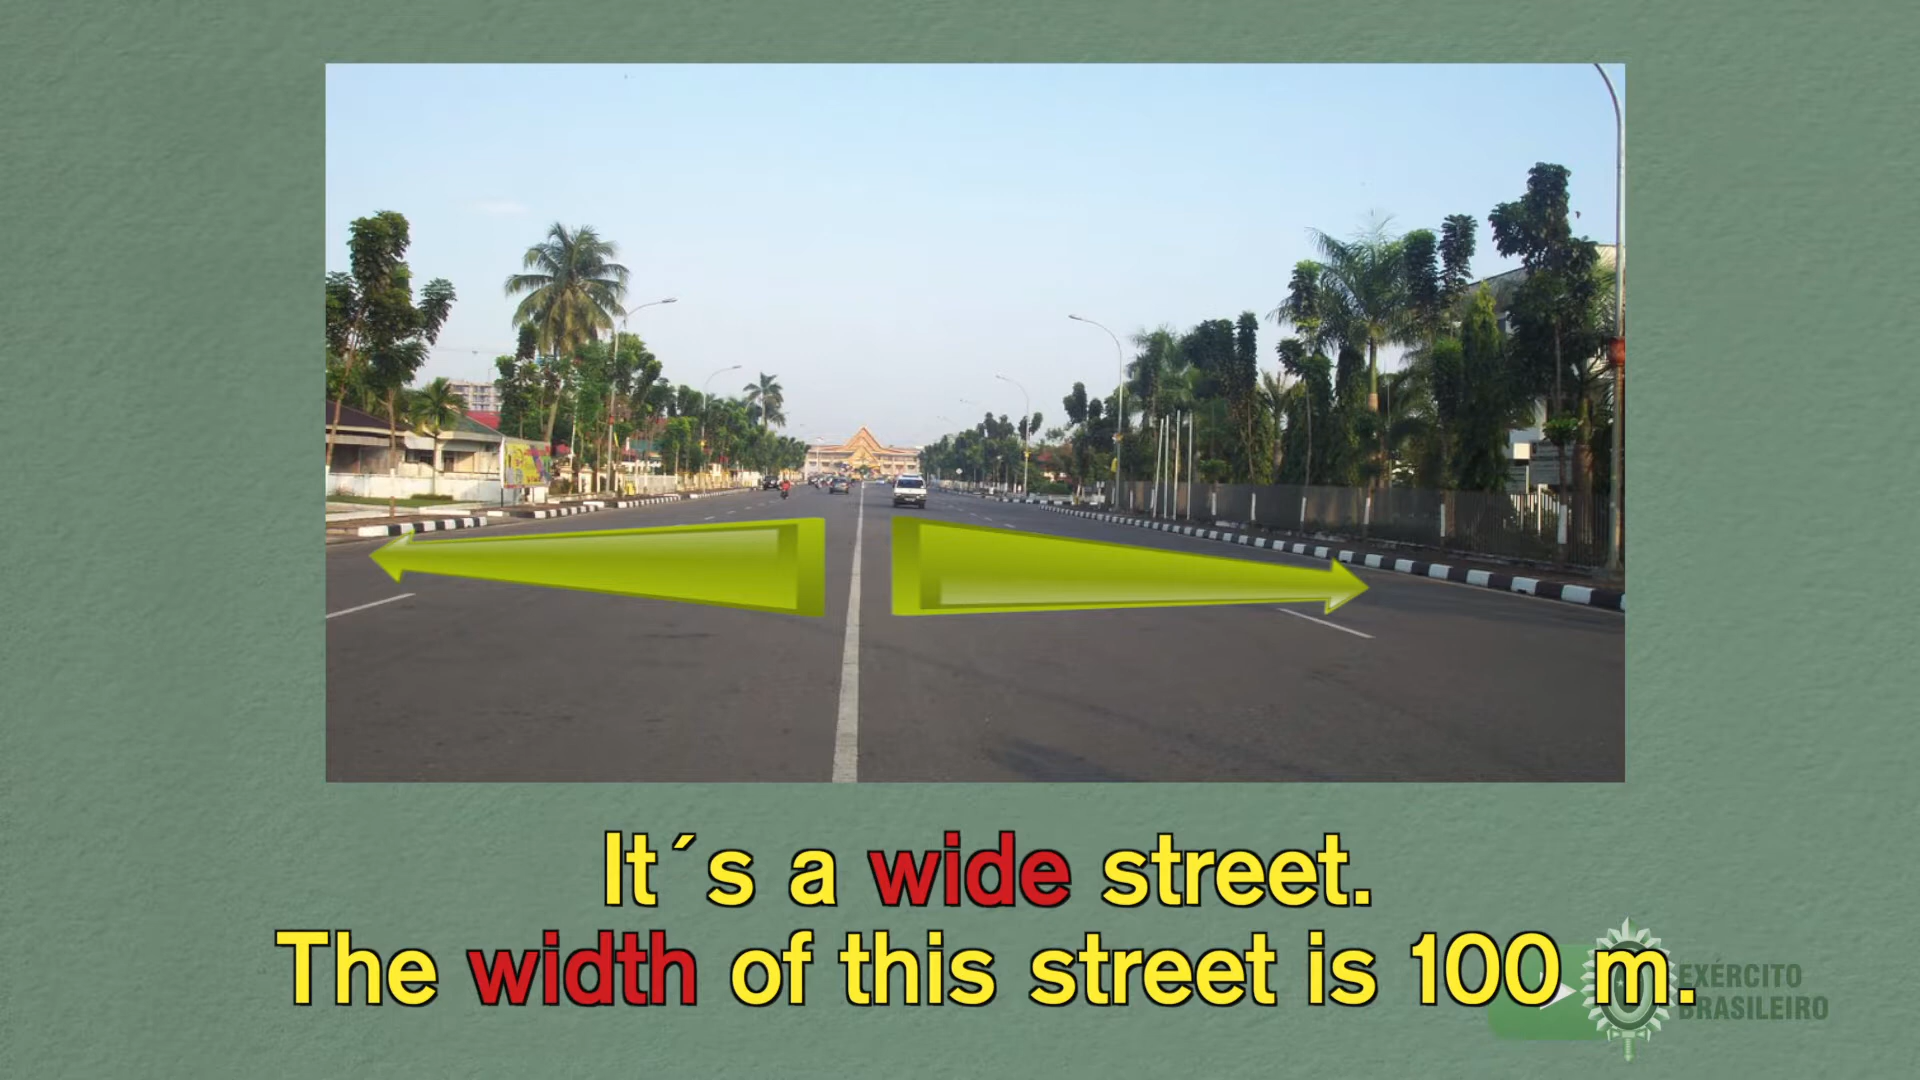 It´s a wide street.
The width of this street is 100 m.
EXÉRCITO
BRASILEIRO